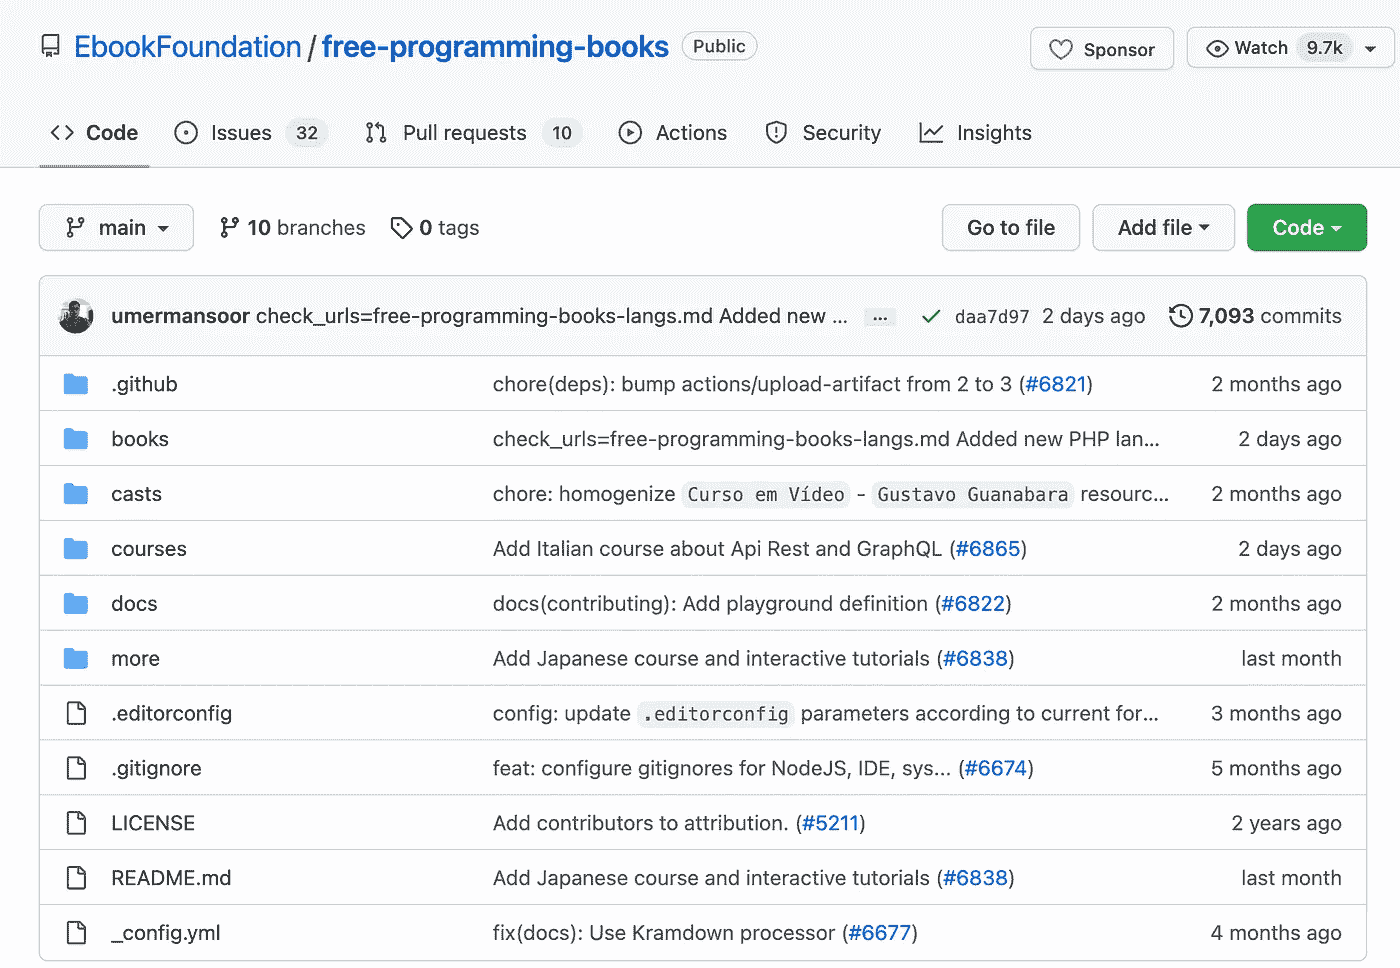 EbookFoundation / free-programming-books Public Sponsor Watch 9.7k
Code Issues 32 Pull requests 10 Actions Security Insights
main 10 branches 0 tags Go to file Add file Code
umermansoor check_urls=free-programming-books-langs.md Added new ... ... daa7d97 2 days ago 7,093 commits
.github chore(deps): bump actions/upload-artifact from 2 to 3 (#6821) 2 months ago
books check_urls=free-programming-books-langs.md Added new PHP lan... 2 days ago
casts chore: homogenize Curso em Vídeo - Gustavo Guanabara resourc... 2 months ago
courses Add Italian course about Api Rest and GraphQL (#6865) 2 days ago
docs docs(contributing): Add playground definition (#6822) 2 months ago
more Add Japanese course and interactive tutorials (#6838) last month
.editorconfig config: update .editorconfig parameters according to current for... 3 months ago
.gitignore feat: configure gitignores for NodeJS, IDE, sys... (#6674) 5 months ago
LICENSE Add contributors to attribution. (#5211) 2 years ago
README.md Add Japanese course and interactive tutorials (#6838) last month
_config.yml fix(docs): Use Kramdown processor (#6677) 4 months ago